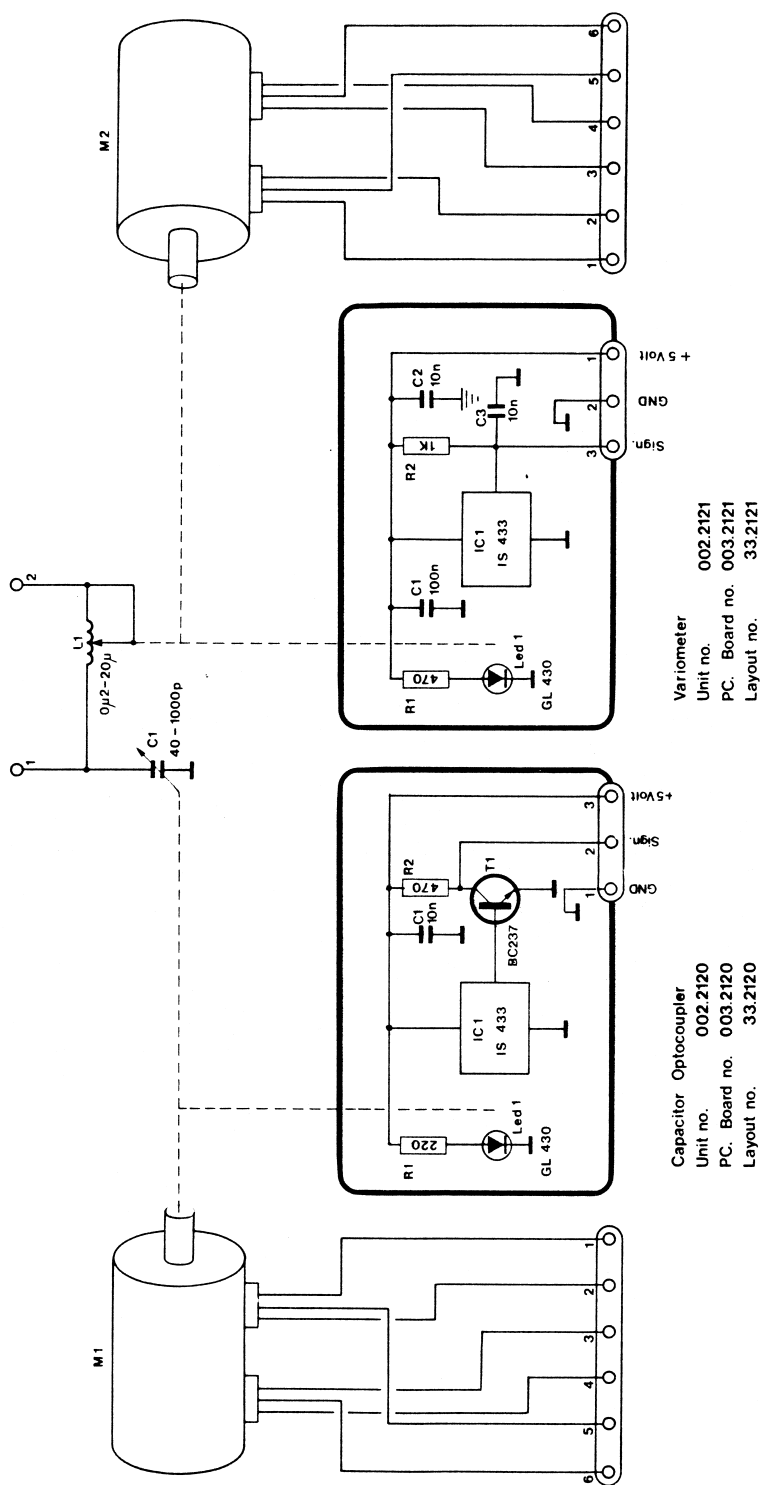 M1
M2
1
2
L1
0µ2-20µ
C1
40-1000p
6
5
4
3
2
1
R1
220
Led 1
GL 430
IC1
IS 433
C1
10n
R2
470
T1
BC237
1
GND
2
Sign.
3
+5Volt
Capacitor Optocoupler
Unit no. 002.2120
PC. Board no. 003.2120
Layout no. 33.2120
R1
470
Led 1
GL 430
C1
100n
IC1
IS 433
R2
1K
C2
10n
C3
10n
3
Sign.
2
GND
1
+5 Volt
Variometer
Unit no. 002.2121
PC. Board no. 003.2121
Layout no. 33.2121
1
2
3
4
5
6